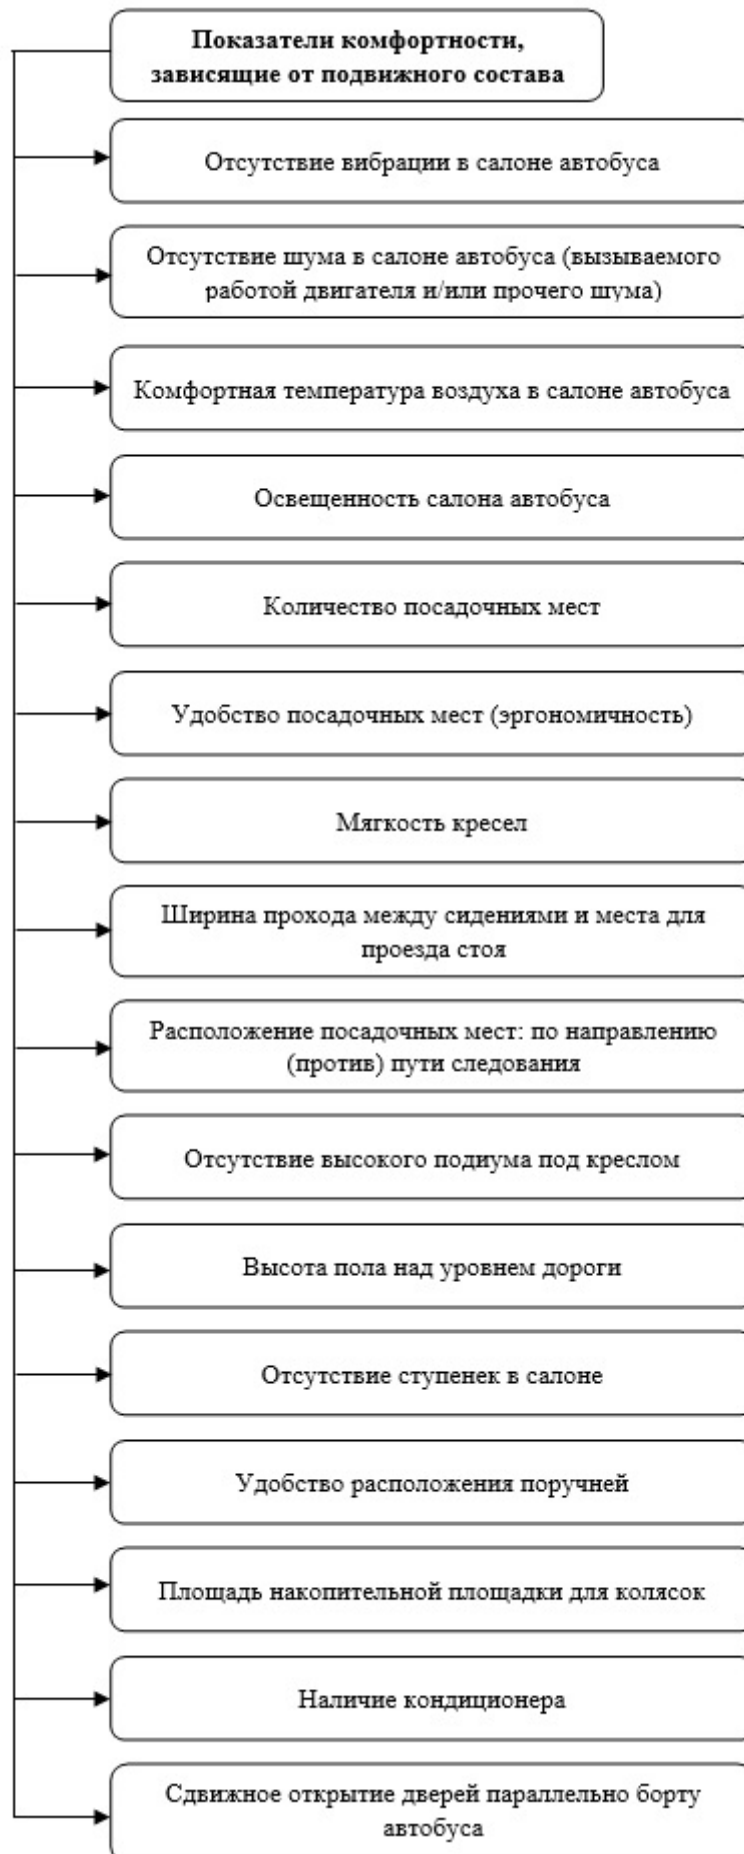 Показатели комфортности,
зависящие от подвижного состава
Отсутствие вибрации в салоне автобуса
Отсутствие шума в салоне автобуса (вызываемого
работой двигателя и/или прочего шума)
Комфортная температура воздуха в салоне автобуса
Освещенность салона автобуса
Количество посадочных мест
Удобство посадочных мест (эргономичность)
Мягкость кресел
Ширина прохода между сидениями и места для
проезда стоя
Расположение посадочных мест: по направлению
(против) пути следования
Отсутствие высокого подиума под креслом
Высота пола над уровнем дороги
Отсутствие ступенек в салоне
Удобство расположения поручней
Площадь накопительной площадки для колясок
Наличие кондиционера
Сдвижное открытие дверей параллельно борту
автобуса